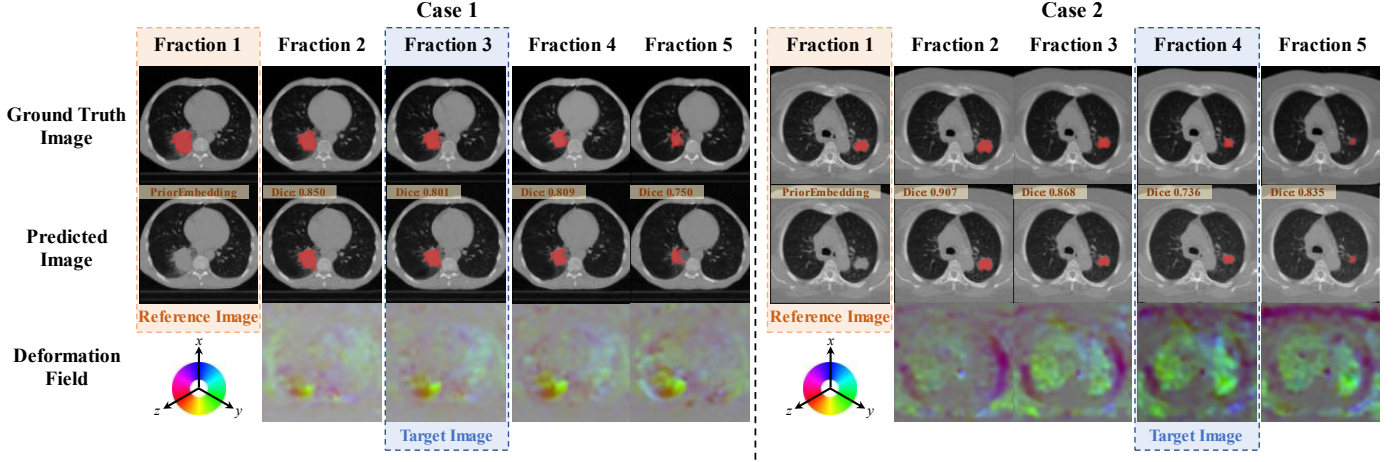 Case 1
Case 2
Fraction 1 Fraction 2 Fraction 3 Fraction 4 Fraction 5
Fraction 1 Fraction 2 Fraction 3 Fraction 4 Fraction 5
Ground Truth
Image
PriorEmbedding Dice: 0.850 Dice: 0.801 Dice: 0.809 Dice: 0.750
PriorEmbedding Dice: 0.907 Dice: 0.868 Dice: 0.736 Dice: 0.835
Predicted
Image
Reference Image
Reference Image
Deformation
Field
x
z y
x
z y
Target Image
Target Image